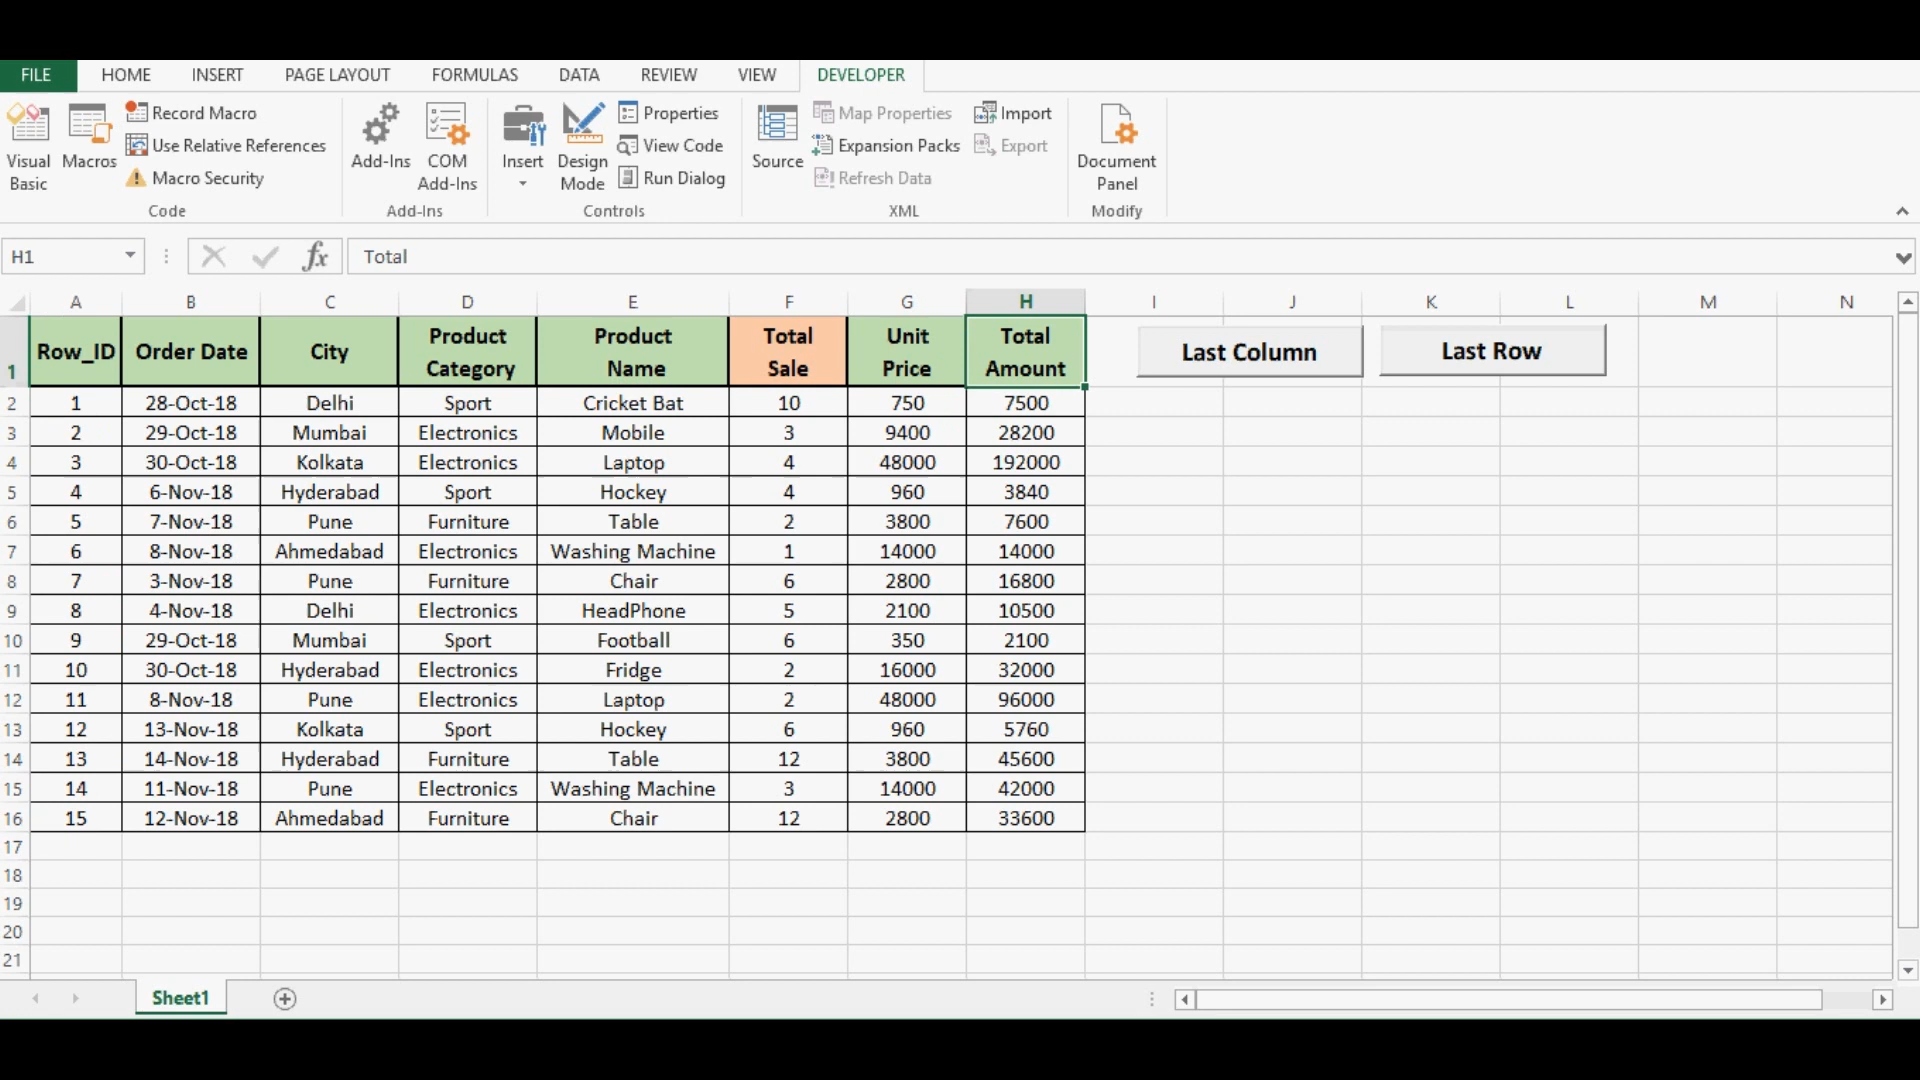 FILE HOME INSERT PAGE LAYOUT FORMULAS DATA REVIEW VIEW DEVELOPER
Visual Basic
Macros
Record Macro
Use Relative References
Macro Security
Code
Add-Ins
COM Add-Ins
Add-Ins
Insert
Design Mode
Properties
View Code
Run Dialog
Controls
Source
Map Properties
Expansion Packs
Refresh Data
Import
Export
XML
Document Panel
Modify
H1 fx Total
A B C D E F G H I J K L M N
1 Row_ID Order Date City Product Category Product Name Total Sale Unit Price Total Amount Last Column Last Row
2 1 28-Oct-18 Delhi Sport Cricket Bat 10 750 7500
3 2 29-Oct-18 Mumbai Electronics Mobile 3 9400 28200
4 3 30-Oct-18 Kolkata Electronics Laptop 4 48000 192000
5 4 6-Nov-18 Hyderabad Sport Hockey 4 960 3840
6 5 7-Nov-18 Pune Furniture Table 2 3800 7600
7 6 8-Nov-18 Ahmedabad Electronics Washing Machine 1 14000 14000
8 7 3-Nov-18 Pune Furniture Chair 6 2800 16800
9 8 4-Nov-18 Delhi Electronics HeadPhone 5 2100 10500
10 9 29-Oct-18 Mumbai Sport Football 6 350 2100
11 10 30-Oct-18 Hyderabad Electronics Fridge 2 16000 32000
12 11 8-Nov-18 Pune Electronics Laptop 2 48000 96000
13 12 13-Nov-18 Kolkata Sport Hockey 6 960 5760
14 13 14-Nov-18 Hyderabad Furniture Table 12 3800 45600
15 14 11-Nov-18 Pune Electronics Washing Machine 3 14000 42000
16 15 12-Nov-18 Ahmedabad Furniture Chair 12 2800 33600
17
18
19
20
21
Sheet1